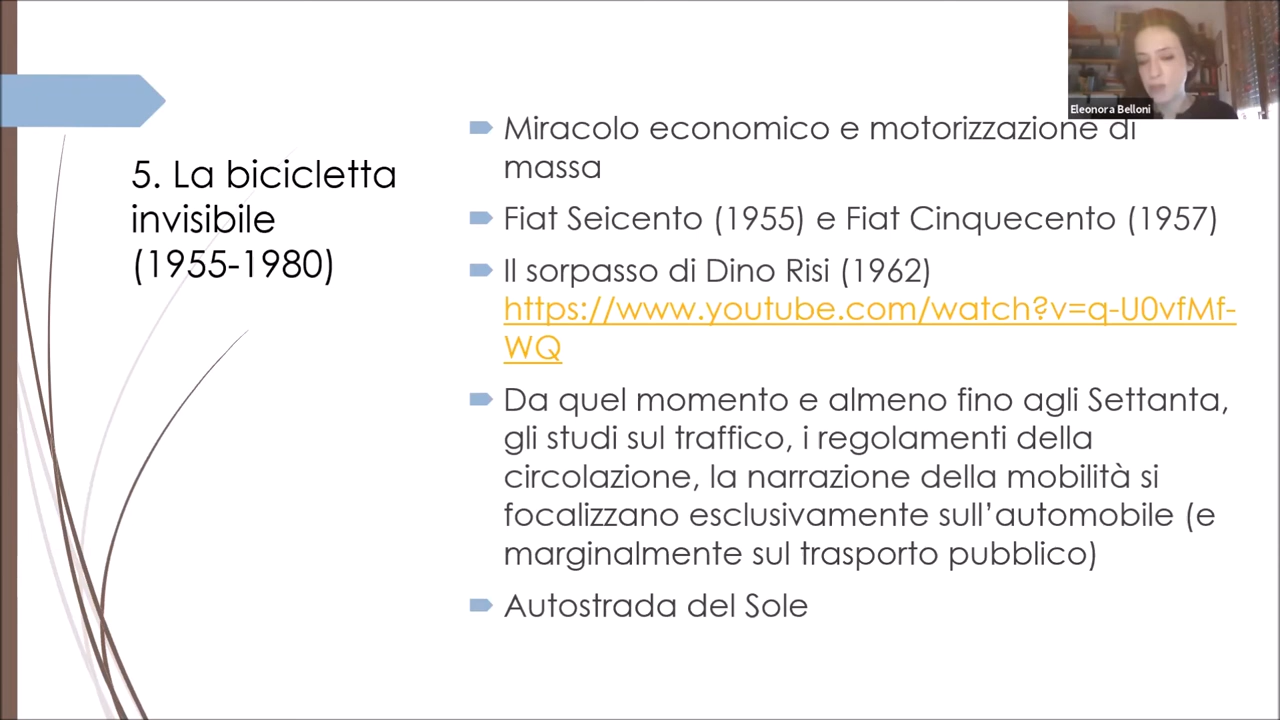 Eleonora Belloni
5. La bicicletta
invisibile
(1955-1980)
Miracolo economico e motorizzazione di
massa
Fiat Seicento (1955) e Fiat Cinquecento (1957)
Il sorpasso di Dino Risi (1962)
https://www.youtube.com/watch?v=q-U0vfMf-
WQ
Da quel momento e almeno fino agli Settanta,
gli studi sul traffico, i regolamenti della
circolazione, la narrazione della mobilità si
focalizzano esclusivamente sull'automobile (e
marginalmente sul trasporto pubblico)
Autostrada del Sole